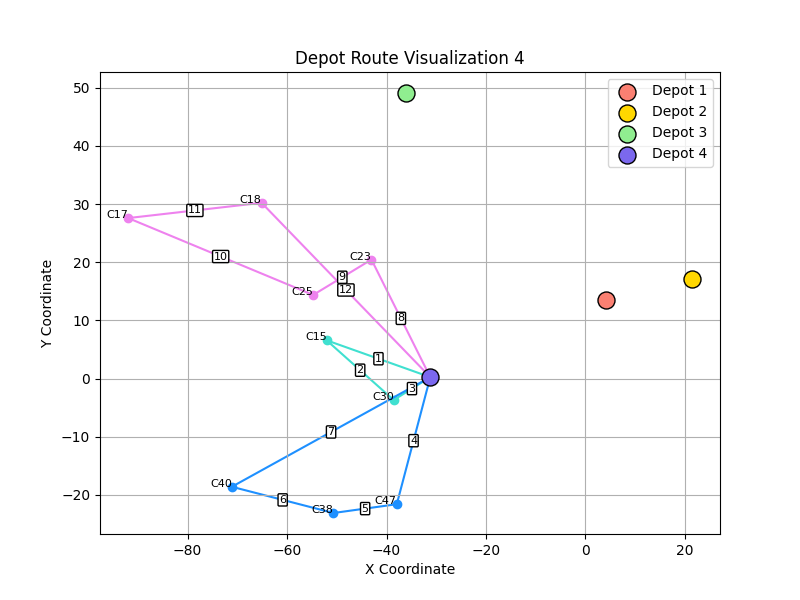 Depot Route Visualization 4
Depot 1
Depot 2
Depot 3
Depot 4
Y Coordinate
50
40
30
20
10
0
−10
−20
C17
11
C18
10
C23
9
12
C25
8
C15
1
2
3
C30
7
4
C40
6
C38
5
C47
−80
−60
−40
−20
0
20
X Coordinate